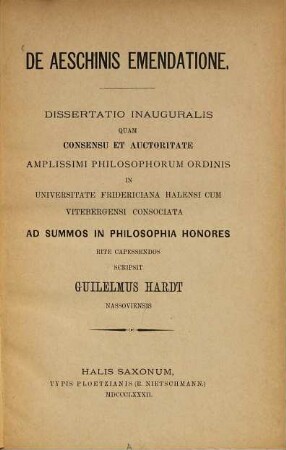 DE AESCHINIS EMENDATIONE.
DISSERTATIO INAUGURALIS
QUAM
CONSENSU ET AUCTORITATE
AMPLISSIMI PHILOSOPHORUM ORDINIS
IN
UNIVERSITATE FRIDERICIANA HALENSI CUM
VITEBERGENSI CONSOCIATA
AD SUMMOS IN PHILOSOPHIA HONORES
RITE CAPESSENDOS
SCRIPSIT
GUILELMUS HARDT
NASSOVIENSIS
HALIS SAXONUM,
TYPIS PLOETZIANIS (R. NIETSCHMANN.)
MDCCCLXXXII.